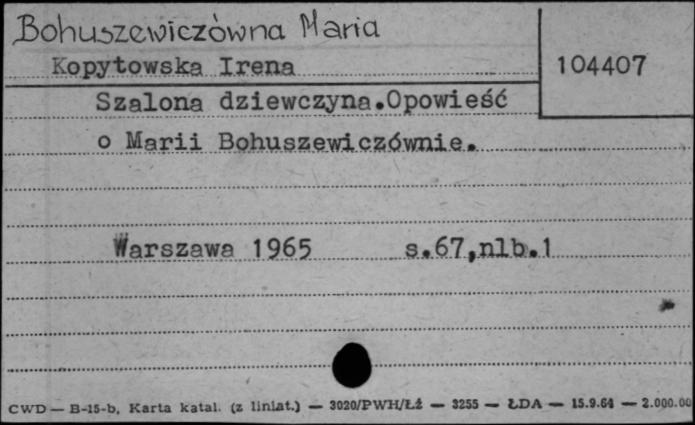 Bohuszewiczówna Maria
Kopytowska Irena
104407
Szalona dziewczyna.Opowieść
o Marii Bohuszewiczównie.
Warszawa 1965 s.67,nlb.1
CWD — B-15-b, Karta katal. (z liniat.) — 3020/PWH/Łż — 3255 — ŁDA — 15.9.64 — 2.000.00